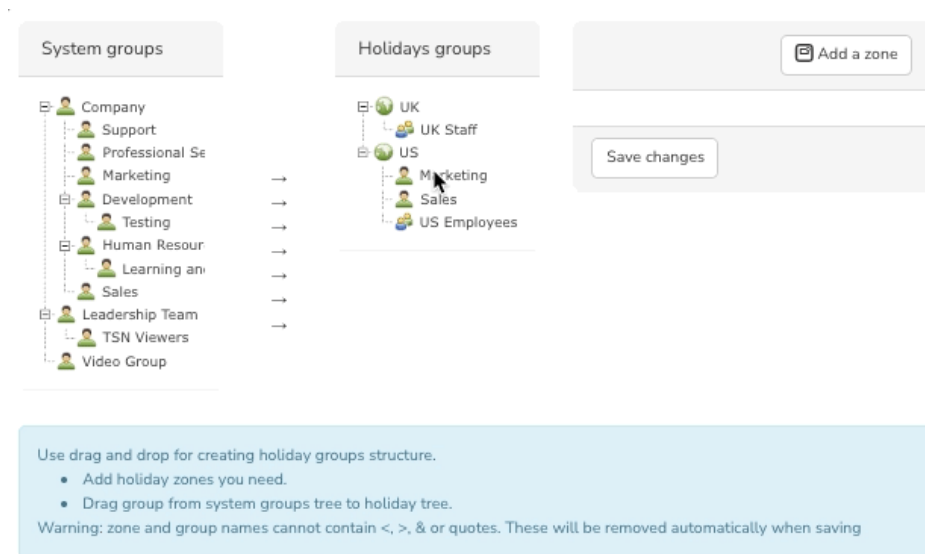 System groups
Company
Support
Professional Se
Marketing
Development
Testing
Human Resour
Learning an
Sales
Leadership Team
TSN Viewers
Video Group
→
→
→
→
→
→
→
Holidays groups
UK
UK Staff
US
Marketing
Sales
US Employees
Add a zone
Save changes
Use drag and drop for creating holiday groups structure.
• Add holiday zones you need.
• Drag group from system groups tree to holiday tree.
Warning: zone and group names cannot contain <, >, & or quotes. These will be removed automatically when saving